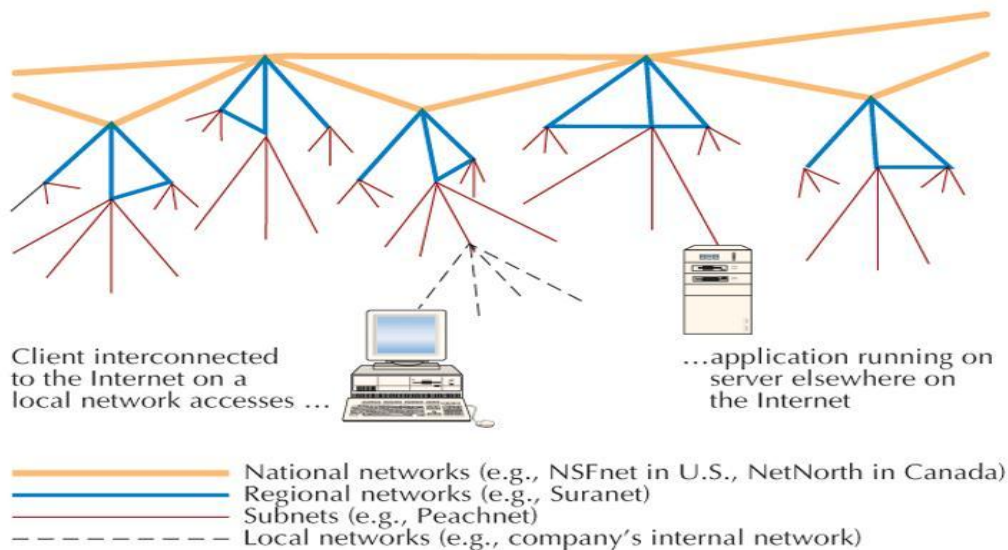 Client interconnected
to the Internet on a
local network accesses ...
...application running on
server elsewhere on
the Internet
National networks (e.g., NSFnet in U.S., NetNorth in Canada)
Regional networks (e.g., Suranet)
Subnets (e.g., Peachnet)
Local networks (e.g., company's internal network)